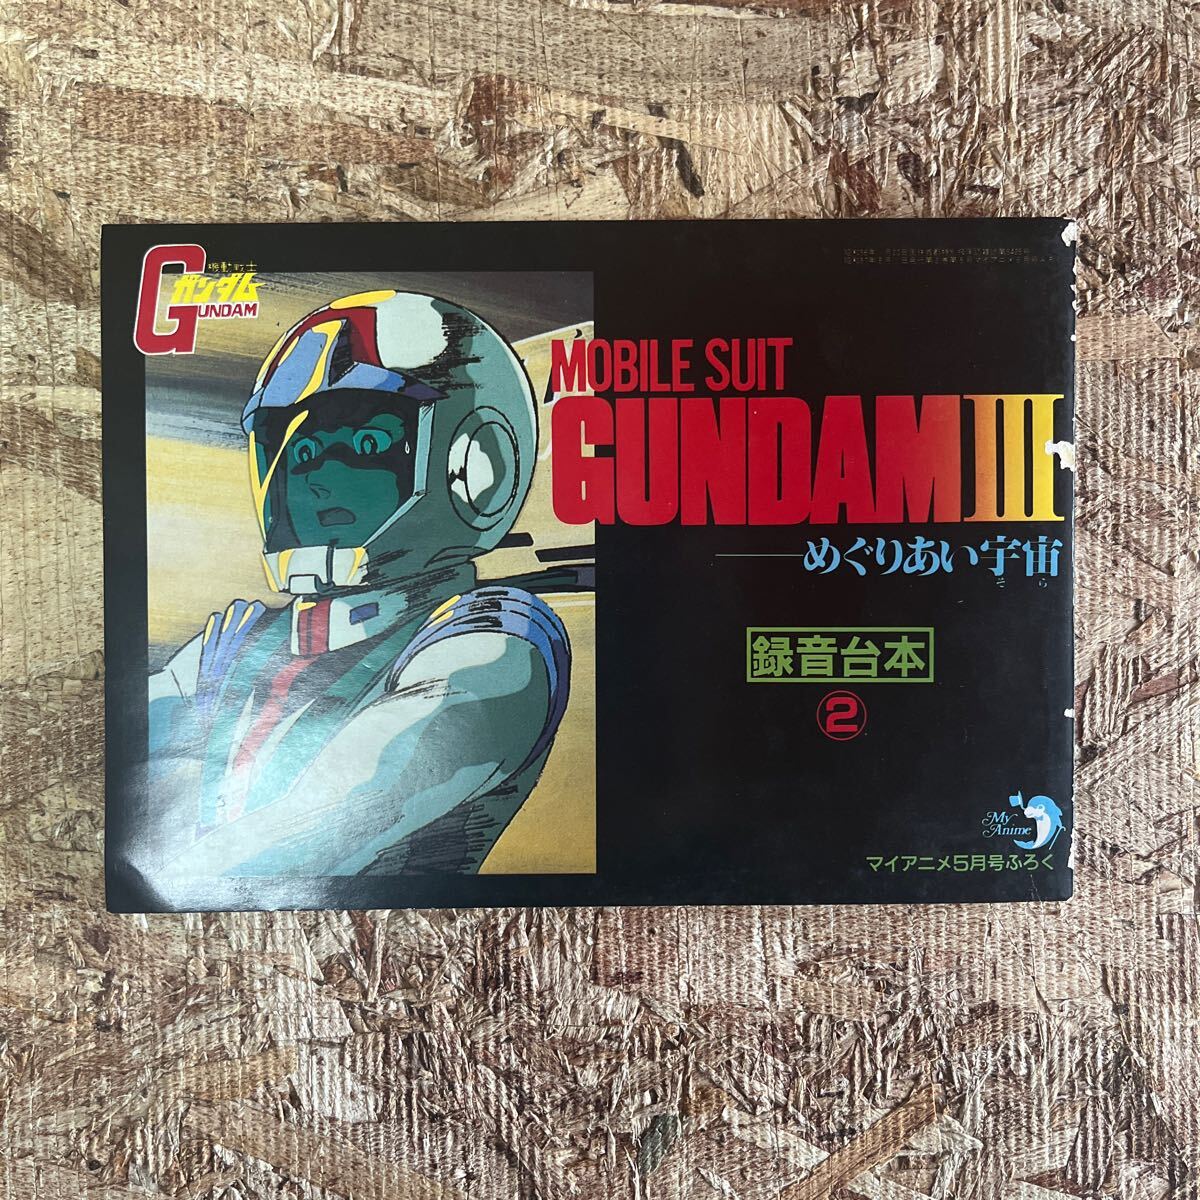 機動戦士
ガンダム
GUNDAM
MOBILE SUIT
GUNDAM III
めぐりあい宇宙
そら
録音台本
②
My
Anime
マイアニメ5月号ふろく